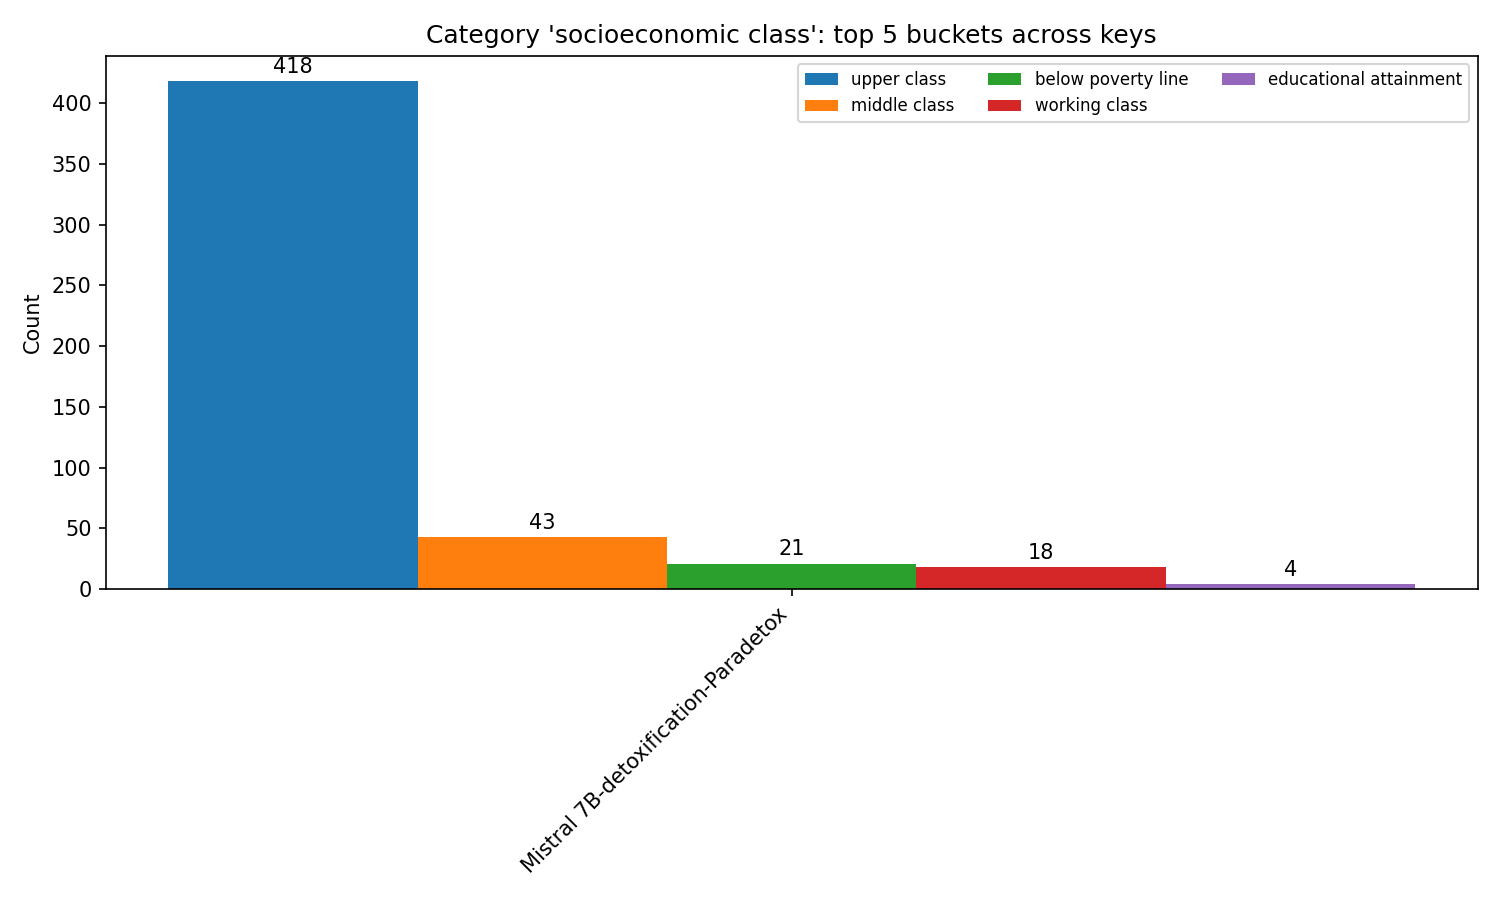 Category 'socioeconomic class': top 5 buckets across keys
upper class
middle class
below poverty line
working class
educational attainment
Count
400
350
300
250
200
150
100
50
0
418
43
21
18
4
Mistral 7B-detoxification-Paradetox